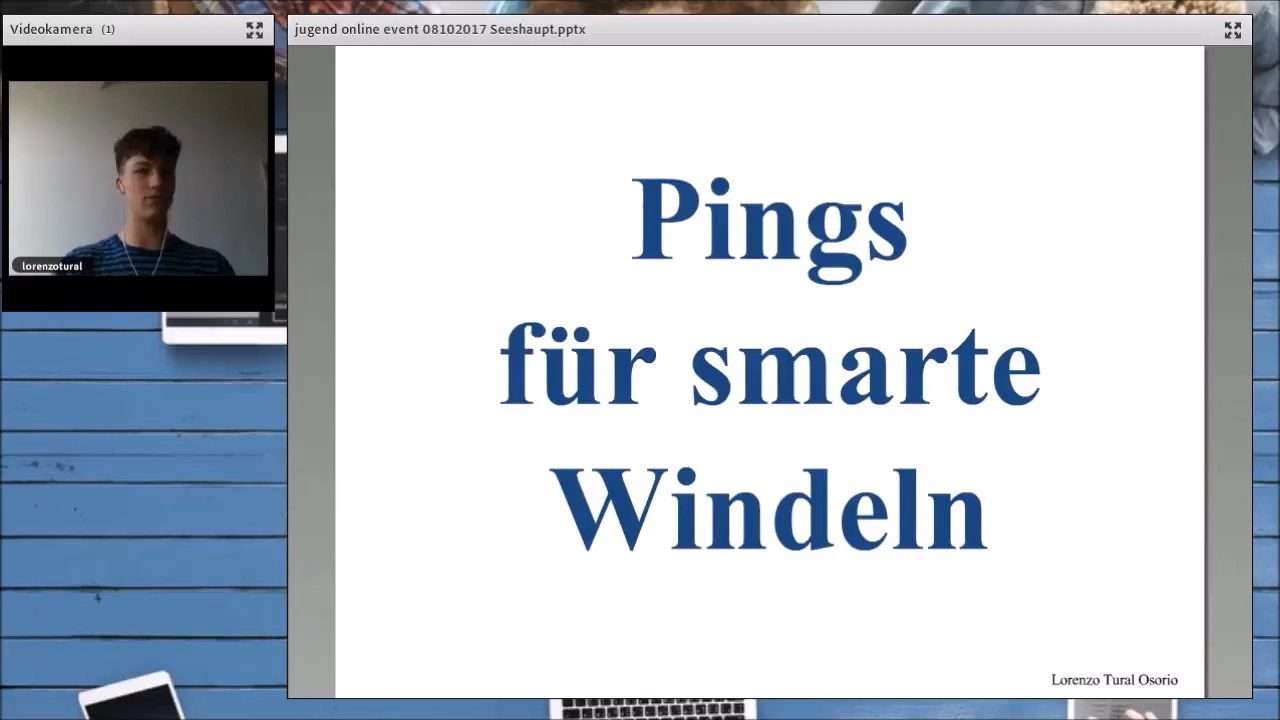 Videokamera (1)
jugend online event 08102017 Seeshaupt.pptx
lorenzotural
Pings
für smarte
Windeln
Lorenzo Tural Osorio